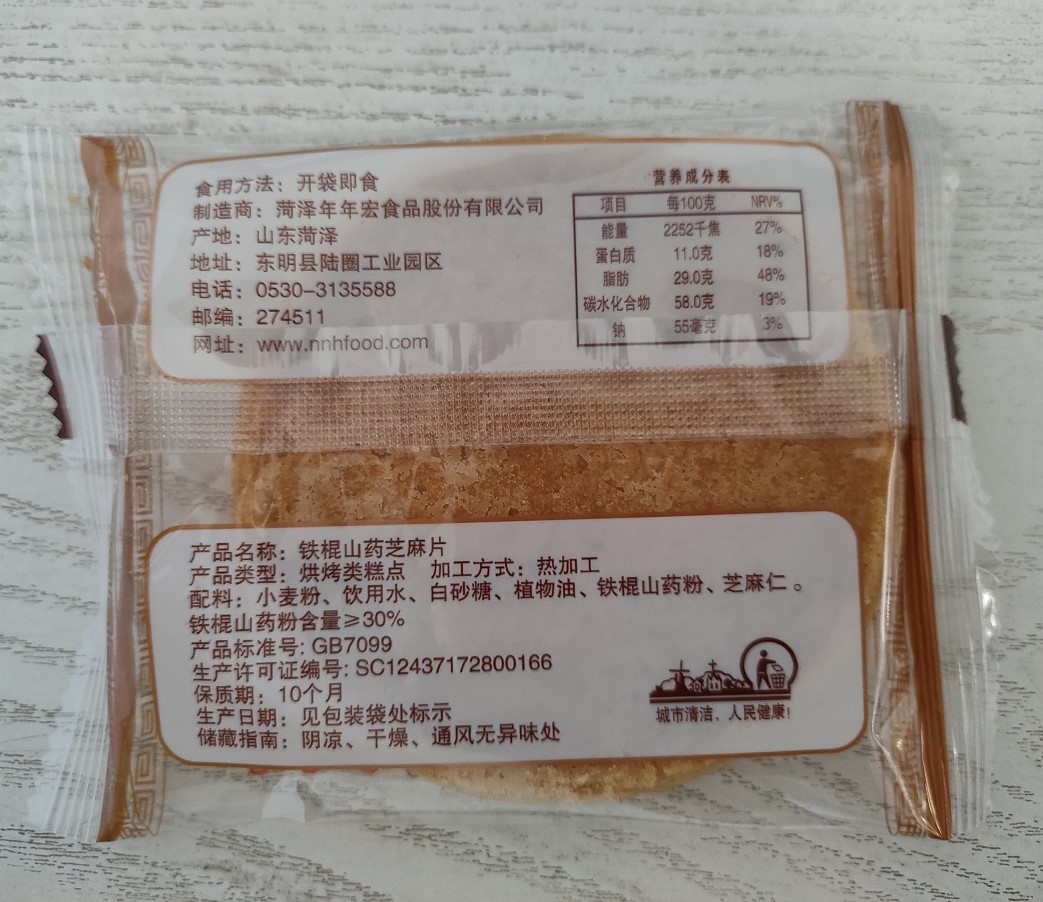 食用方法：开袋即食
制造商：菏泽年年宏食品股份有限公司
产地：山东菏泽
地址：东明县陆圈工业园区
电话：0530-3135588
邮编：274511
网址：www.nnhfood.com
营养成分表
项目 每100克 NRV%
能量 2252千焦 27%
蛋白质 11.0克 18%
脂肪 29.0克 48%
碳水化合物 58.0克 19%
钠 55毫克 3%
产品名称：铁棍山药芝麻片
产品类型：烘烤类糕点 加工方式：热加工
配料：小麦粉、饮用水、白砂糖、植物油、铁棍山药粉、芝麻仁。
铁棍山药粉含量≥30%
产品标准号：GB7099
生产许可证编号：SC12437172800166
保质期：10个月
生产日期：见包装袋处标示
储藏指南：阴凉、干燥、通风无异味处
城市清洁，人民健康！